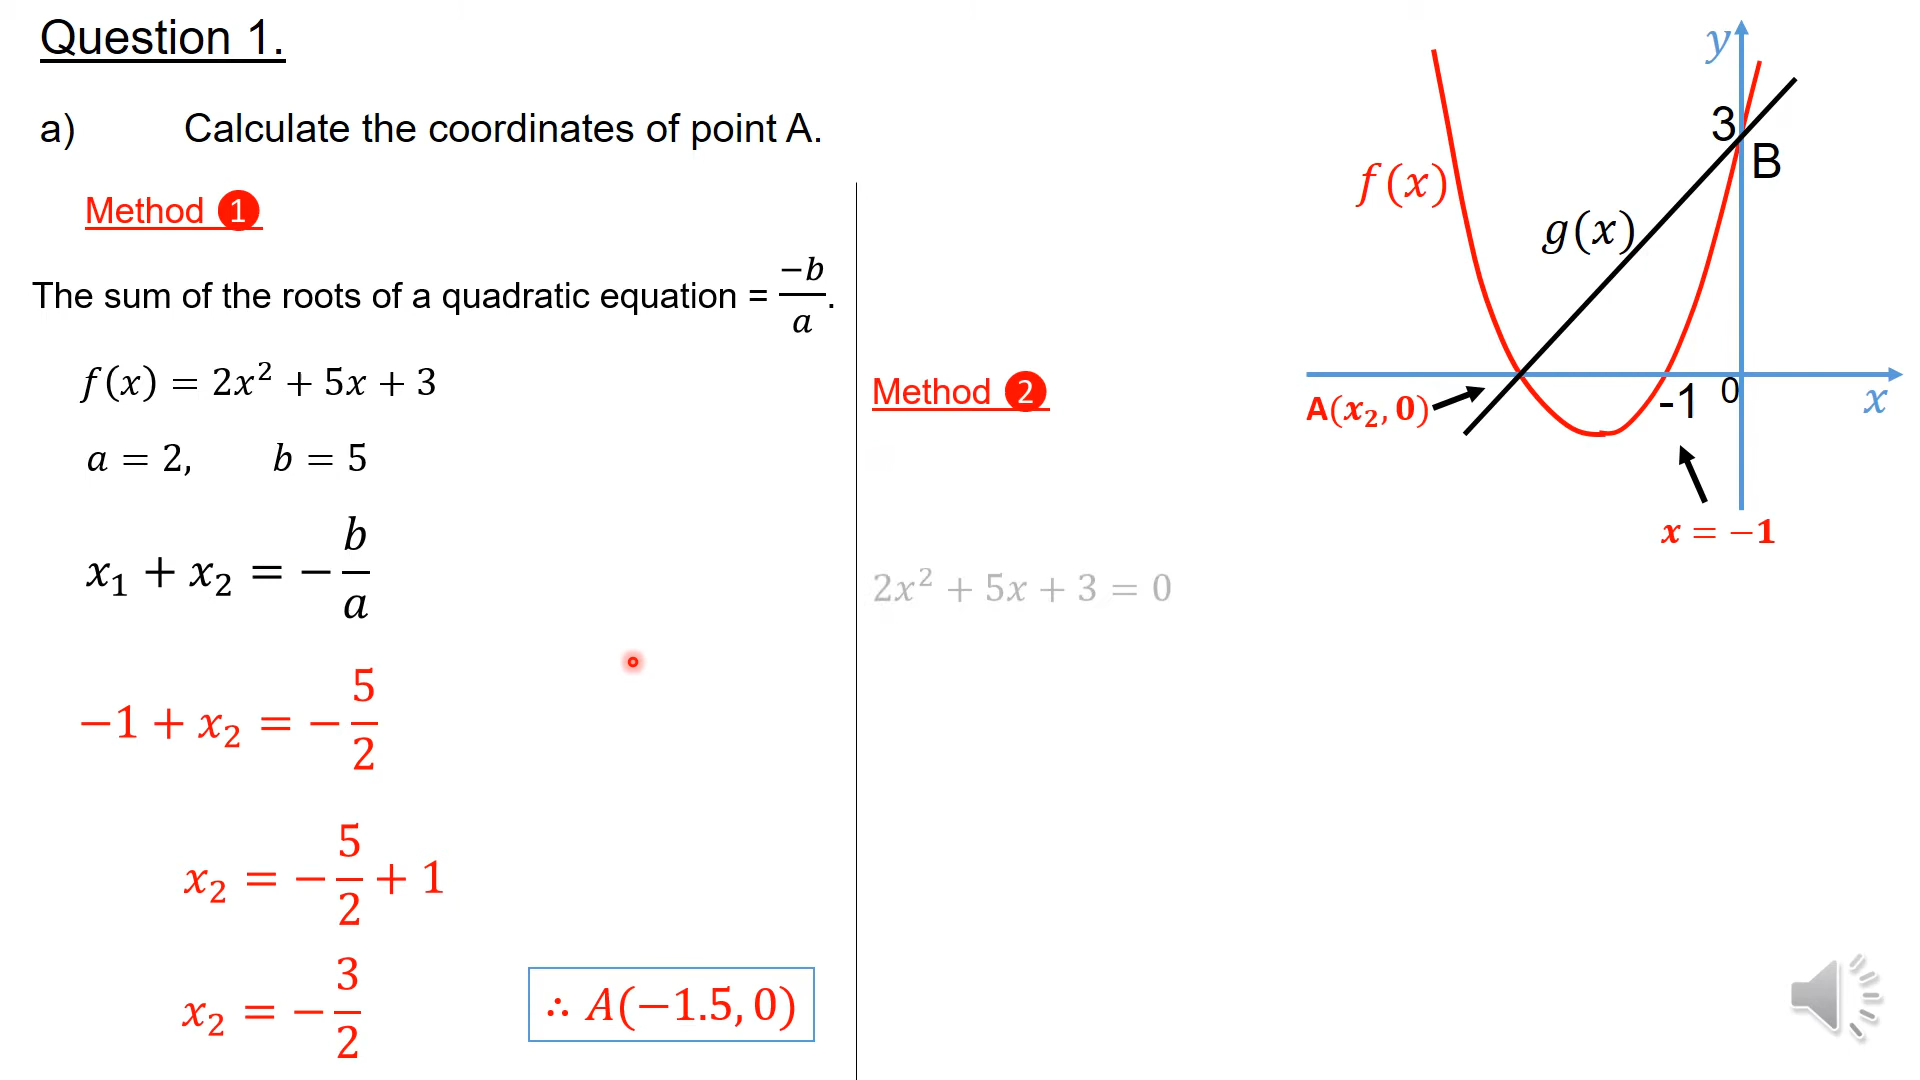 Question 1.
a) Calculate the coordinates of point A.
Method 1
The sum of the roots of a quadratic equation = −b/a.
f(x) = 2x² + 5x + 3
a = 2, b = 5
x₁ + x₂ = −b/a
−1 + x₂ = −5/2
x₂ = −5/2 + 1
x₂ = −3/2
∴ A(−1.5, 0)
Method 2
2x² + 5x + 3 = 0
y
3
B
f(x)
g(x)
A(x₂, 0)
-1
0
x
x = −1